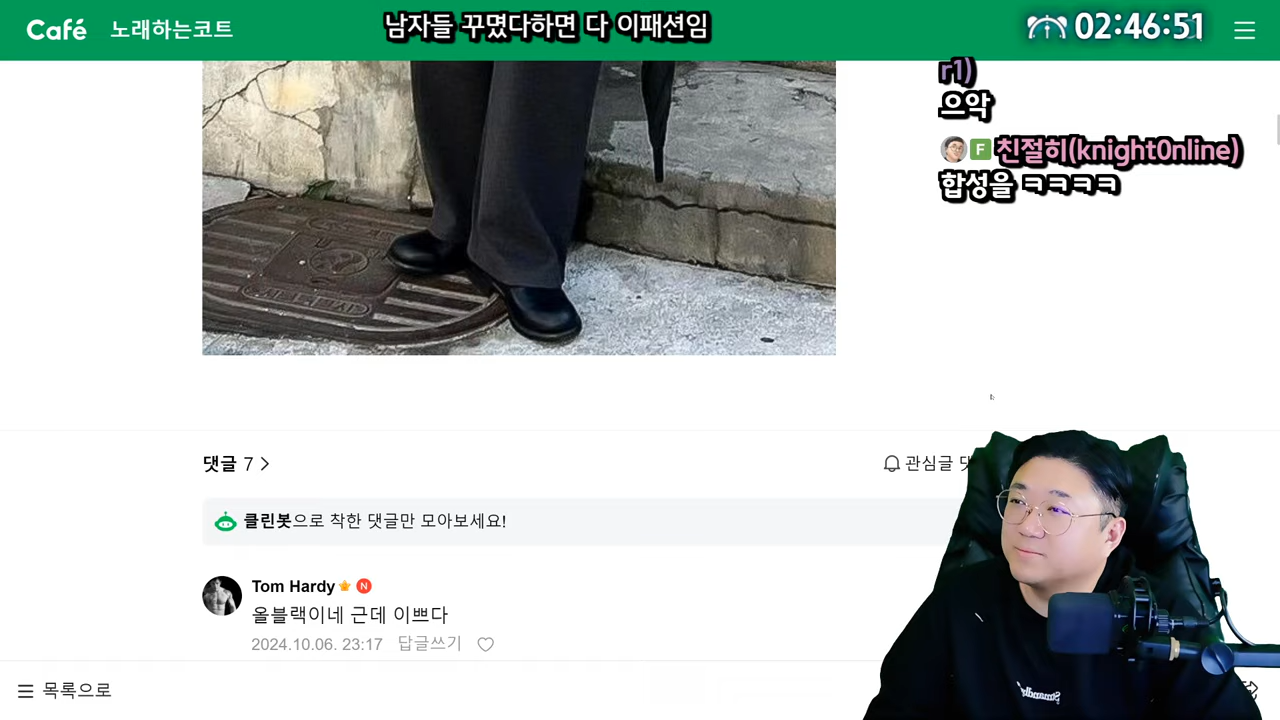 Café 노래하는코트
남자들 꾸몄다하면 다 이패션임
02:46:51
r1)
으악
F 친절히(knight0nline)
합성을 ㅋㅋㅋㅋ
댓글 7
관심글 댓
클린봇으로 착한 댓글만 모아보세요!
Tom Hardy N
올블랙이네 근데 이쁘다
2024.10.06. 23:17 답글쓰기
목록으로